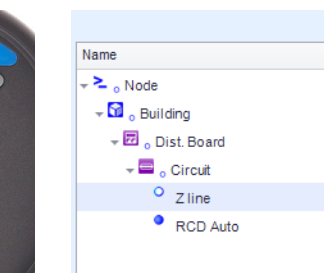 Name
Node
Building
Dist. Board
Circuit
Z line
RCD Auto